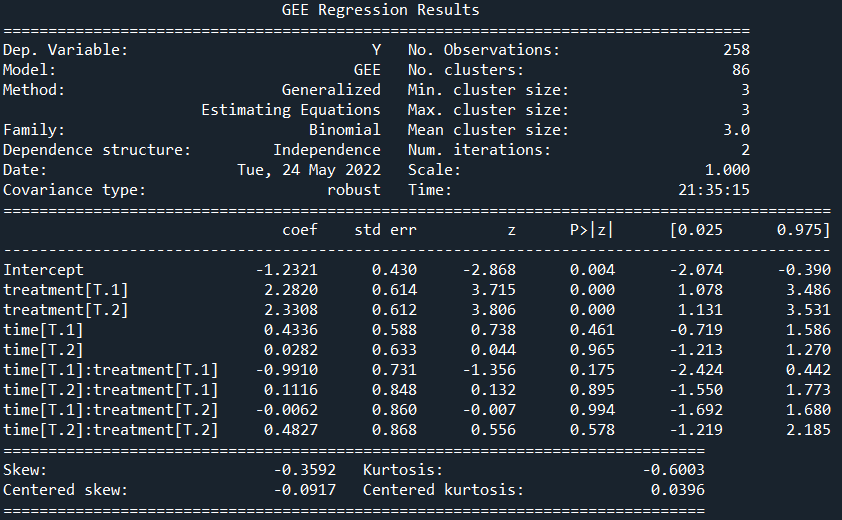 GEE Regression Results
===================================================================================
Dep. Variable: Y No. Observations: 258
Model: GEE No. clusters: 86
Method: Generalized Min. cluster size: 3
Estimating Equations Max. cluster size: 3
Family: Binomial Mean cluster size: 3.0
Dependence structure: Independence Num. iterations: 2
Date: Tue, 24 May 2022 Scale: 1.000
Covariance type: robust Time: 21:35:15
============================================================================================
coef std err z P>|z| [0.025 0.975]
--------------------------------------------------------------------------------------------
Intercept -1.2321 0.430 -2.868 0.004 -2.074 -0.390
treatment[T.1] 2.2820 0.614 3.715 0.000 1.078 3.486
treatment[T.2] 2.3308 0.612 3.806 0.000 1.131 3.531
time[T.1] 0.4336 0.588 0.738 0.461 -0.719 1.586
time[T.2] 0.0282 0.633 0.044 0.965 -1.213 1.270
time[T.1]:treatment[T.1] -0.9910 0.731 -1.356 0.175 -2.424 0.442
time[T.2]:treatment[T.1] 0.1116 0.848 0.132 0.895 -1.550 1.773
time[T.1]:treatment[T.2] -0.0062 0.860 -0.007 0.994 -1.692 1.680
time[T.2]:treatment[T.2] 0.4827 0.868 0.556 0.578 -1.219 2.185
==============================================================================
Skew: -0.3592 Kurtosis: -0.6003
Centered skew: -0.0917 Centered kurtosis: 0.0396
==============================================================================